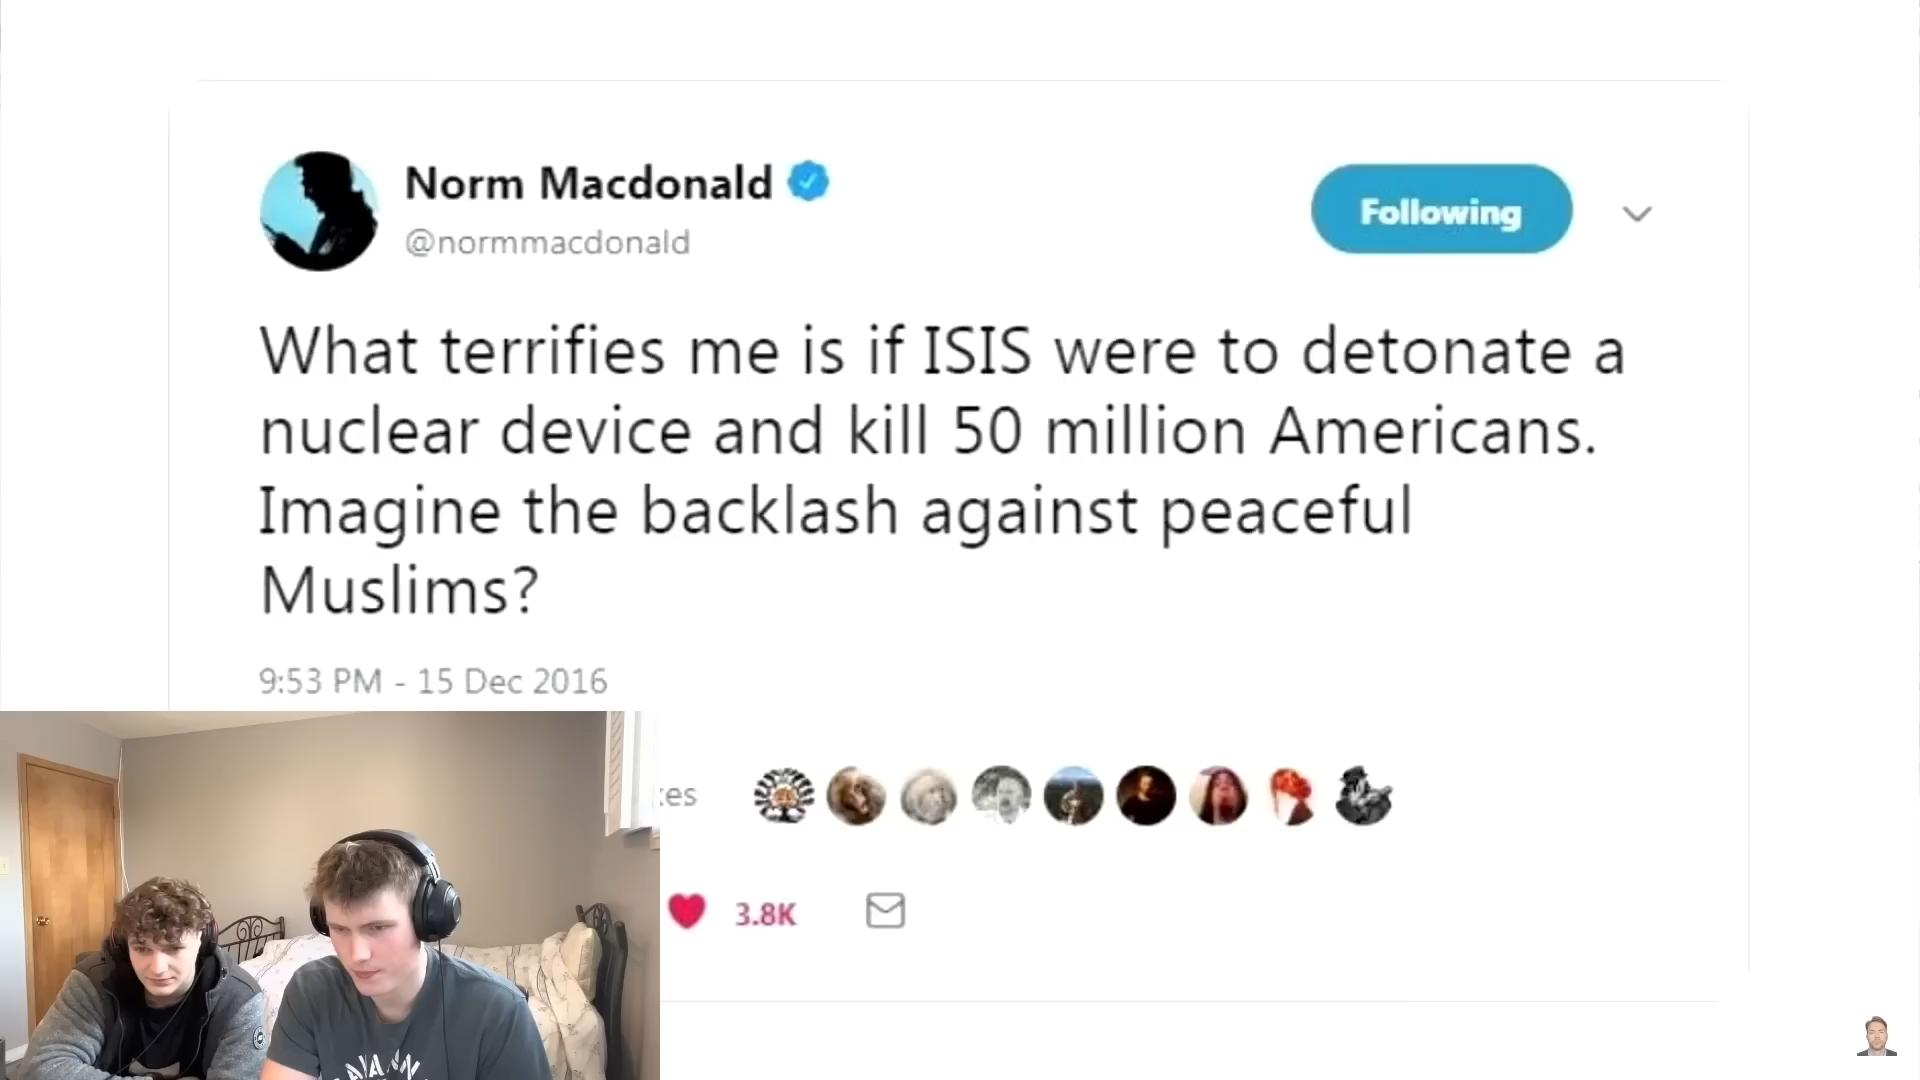 Norm Macdonald
@normmacdonald
Following
What terrifies me is if ISIS were to detonate a
nuclear device and kill 50 million Americans.
Imagine the backlash against peaceful
Muslims?
9:53 PM - 15 Dec 2016
3.8K